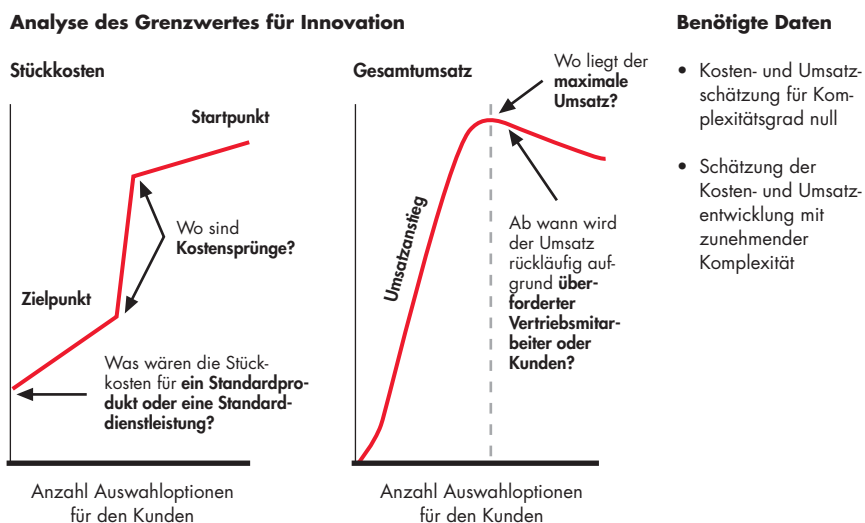 Analyse des Grenzwertes für Innovation
Stückkosten
Startpunkt
Wo sind
Kostensprünge?
Zielpunkt
Was wären die Stück-
kosten für ein Standardpro-
dukt oder eine Standard-
dienstleistung?
Anzahl Auswahloptionen
für den Kunden
Gesamtumsatz
Wo liegt der
maximale
Umsatz?
Umsatzanstieg
Ab wann wird
der Umsatz
rückläufig auf-
grund über-
forderter
Vertriebsmitar-
beiter oder
Kunden?
Anzahl Auswahloptionen
für den Kunden
Benötigte Daten
• Kosten- und Umsatz-
schätzung für Kom-
plexitätsgrad null
• Schätzung der
Kosten- und Umsatz-
entwicklung mit
zunehmender
Komplexität